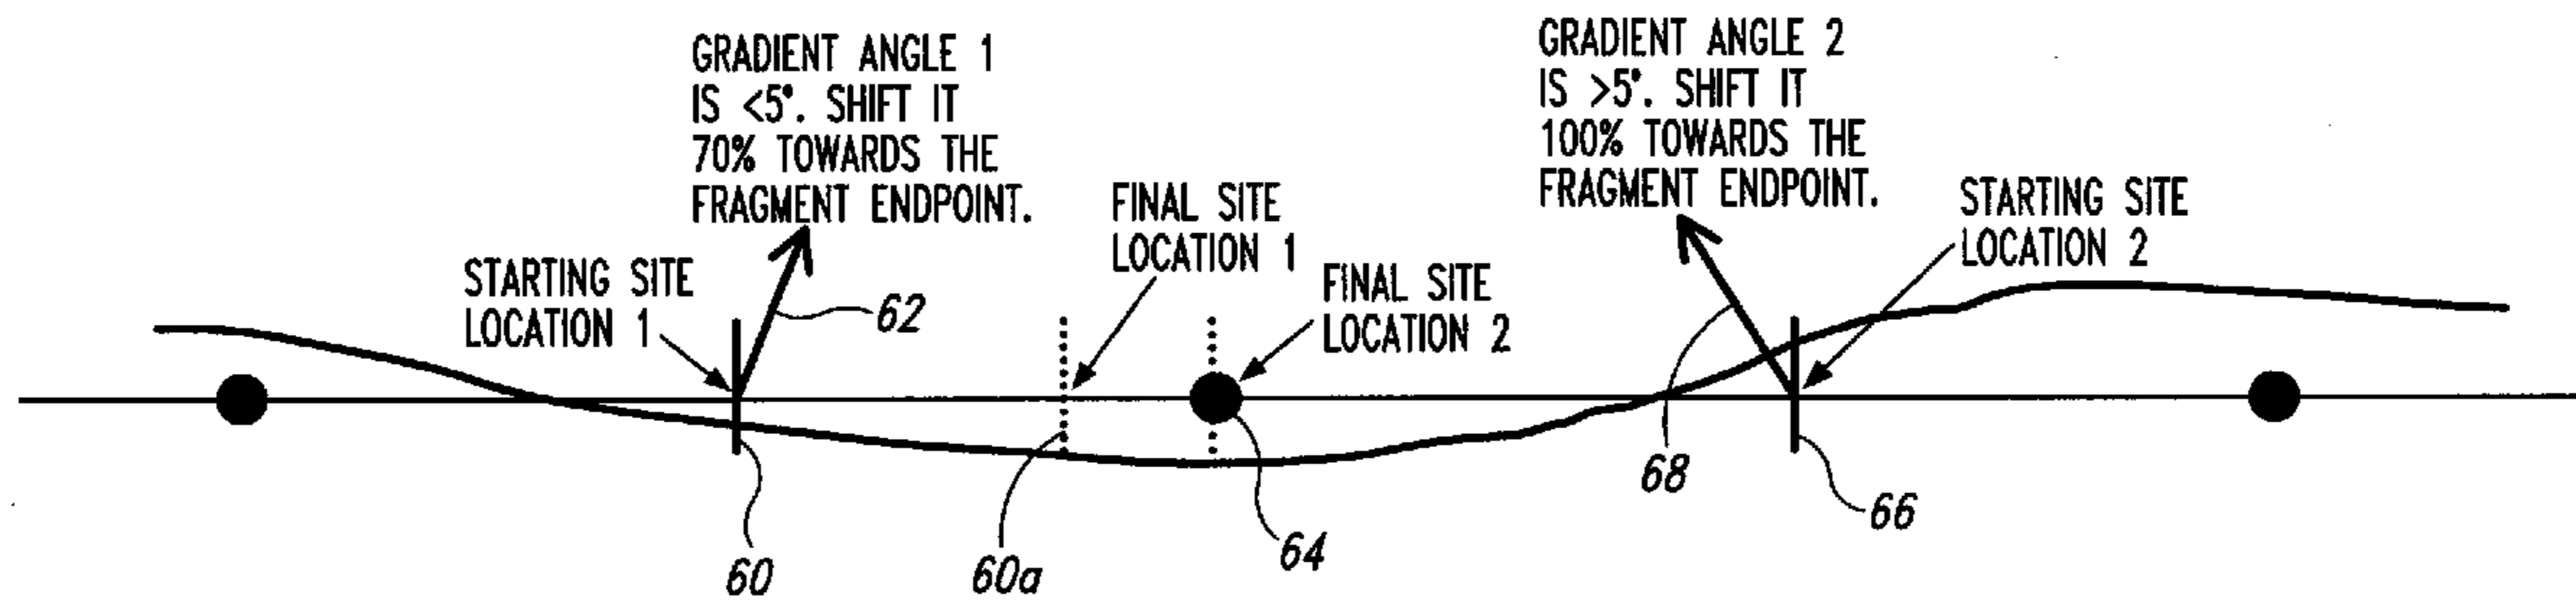 GRADIENT ANGLE 1
IS <5°. SHIFT IT
70% TOWARDS THE
FRAGMENT ENDPOINT.
GRADIENT ANGLE 2
IS >5°. SHIFT IT
100% TOWARDS THE
FRAGMENT ENDPOINT.
STARTING SITE
LOCATION 1
62
FINAL SITE
LOCATION 1
FINAL SITE
LOCATION 2
STARTING SITE
LOCATION 2
68
66
60
60a
64